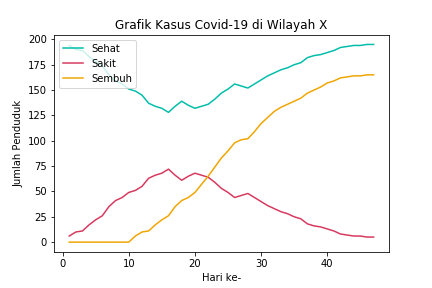 Grafik Kasus Covid-19 di Wilayah X
Sehat
Sakit
Sembuh
Jumlah Penduduk
200
175
150
125
100
75
50
25
0
0
10
20
30
40
Hari ke-